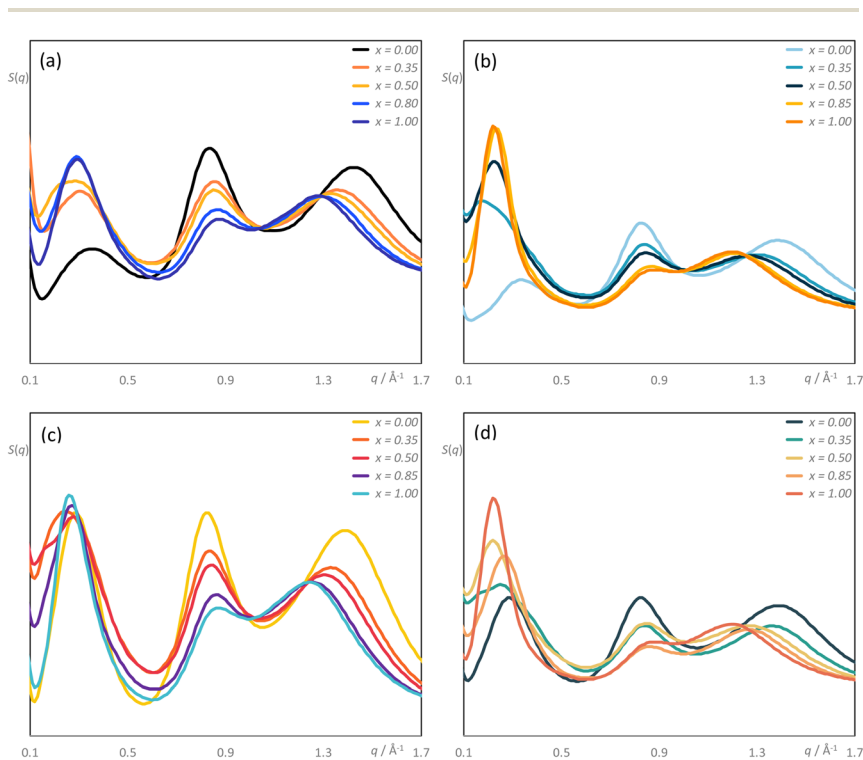 (a)
S(q)
x = 0.00
x = 0.35
x = 0.50
x = 0.80
x = 1.00
0.1 0.5 0.9 1.3 q / Å-1 1.7
(b)
S(q)
x = 0.00
x = 0.35
x = 0.50
x = 0.85
x = 1.00
0.1 0.5 0.9 1.3 q / Å-1 1.7
(c)
S(q)
x = 0.00
x = 0.35
x = 0.50
x = 0.85
x = 1.00
0.1 0.5 0.9 1.3 q / Å-1 1.7
(d)
S(q)
x = 0.00
x = 0.35
x = 0.50
x = 0.85
x = 1.00
0.1 0.5 0.9 1.3 q / Å-1 1.7